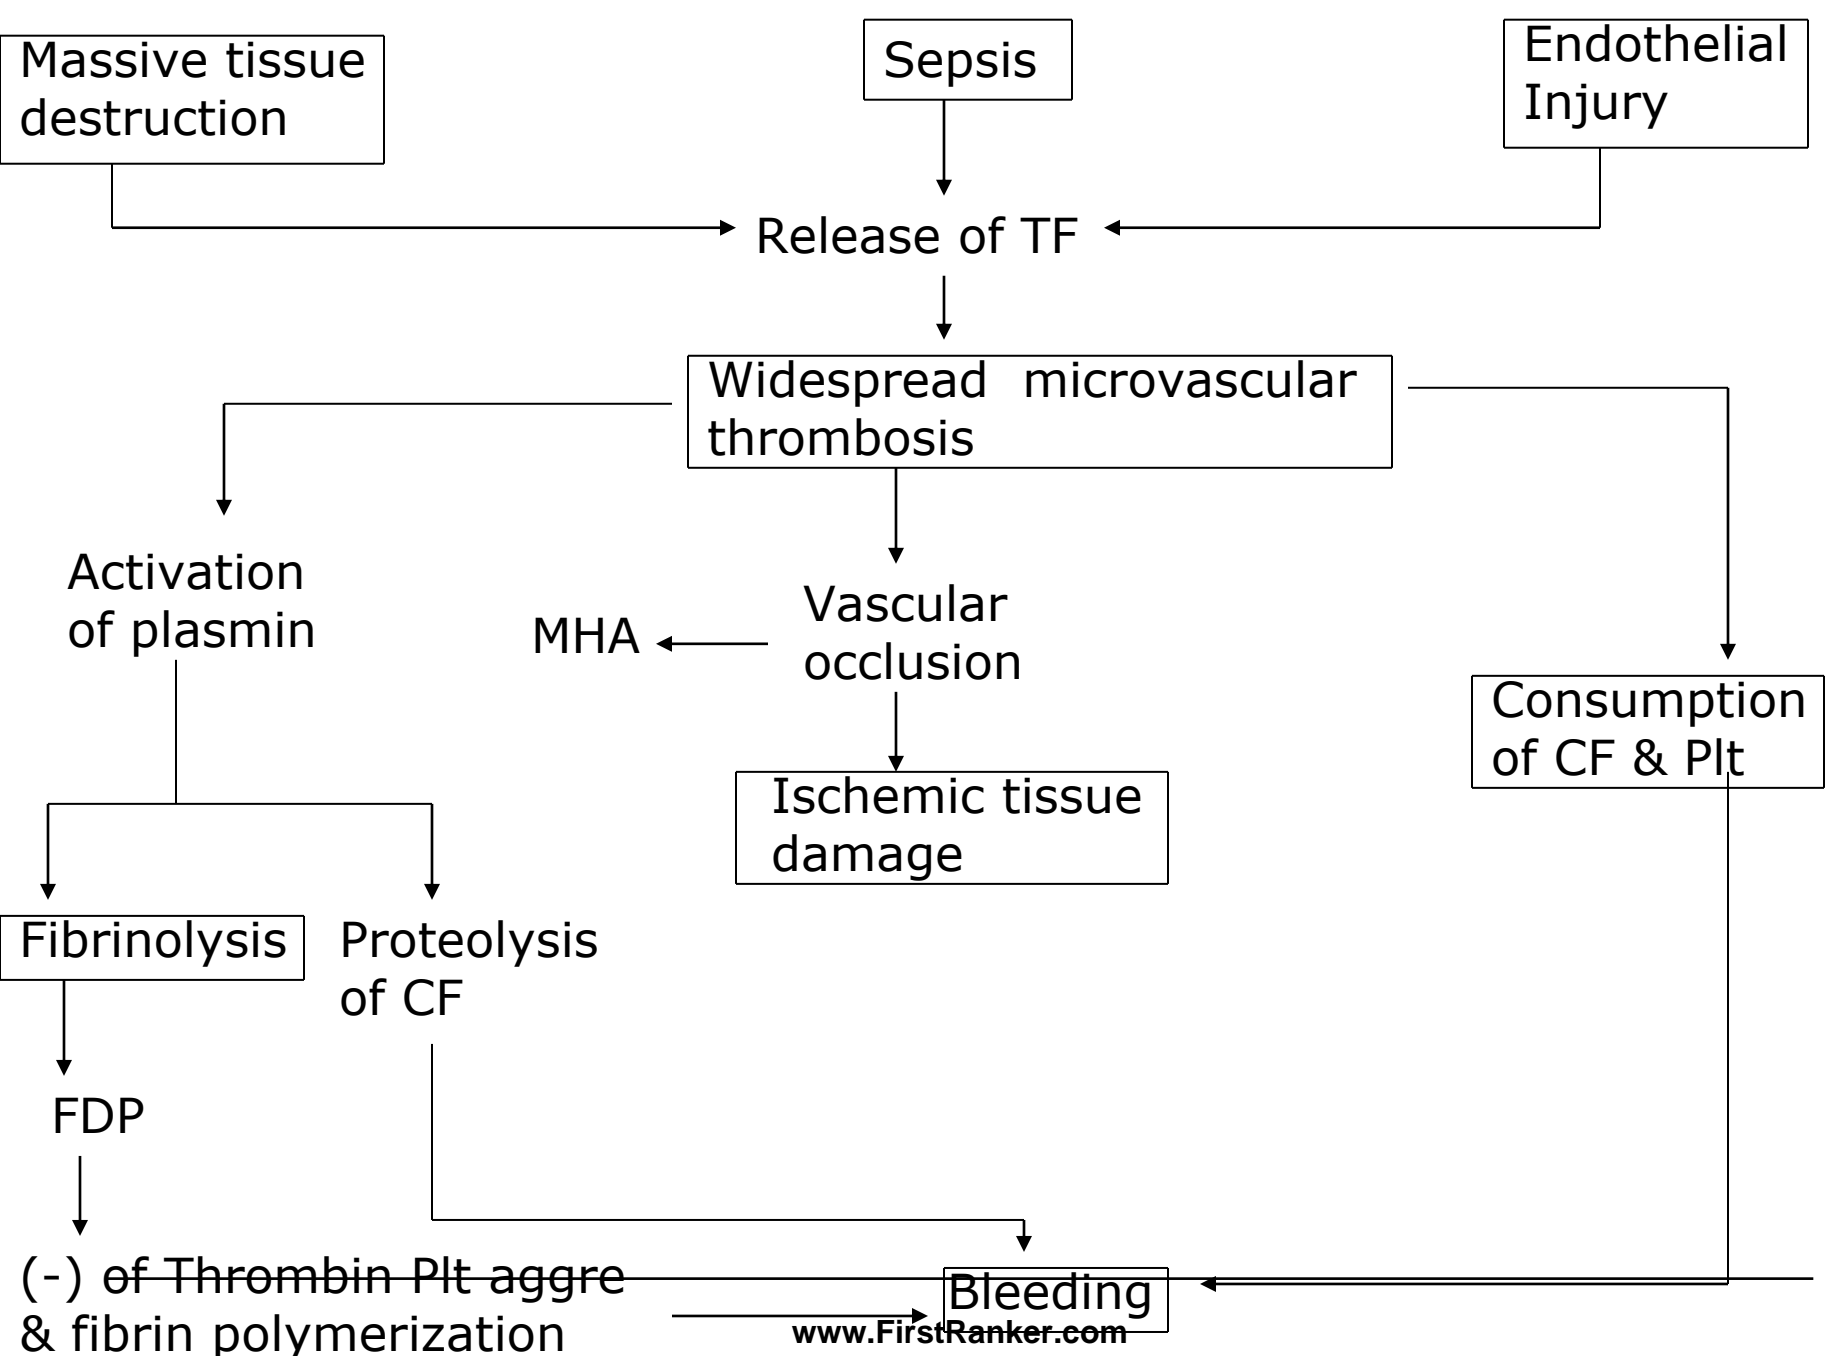 Massive tissue
destruction
Sepsis
Endothelial
Injury
Release of TF
Widespread microvascular
thrombosis
Activation
of plasmin
MHA
Vascular
occlusion
Consumption
of CF & Plt
Ischemic tissue
damage
Fibrinolysis
Proteolysis
of CF
FDP
(-) of Thrombin Plt aggre
& fibrin polymerization
Bleeding
www.FirstRanker.com